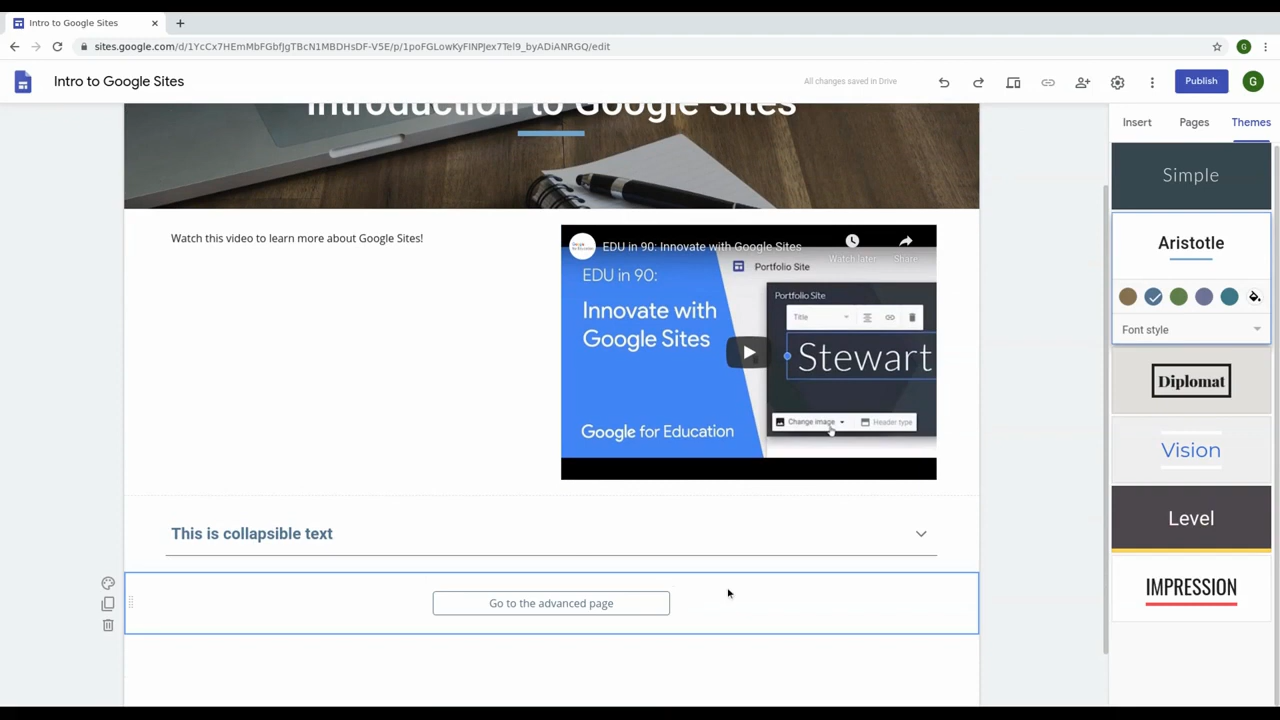 Intro to Google Sites
sites.google.com/d/1YcCx7HEmMbFGbfJgTBcN1MBDHsDF-V5E/p/1poFGLowKyFINPJex7Tel9_byADiANRGQ/edit
G
Intro to Google Sites
All changes saved in Drive
Publish
G
Introduction to Google Sites
Insert
Pages
Themes
Simple
Aristotle
Font style
Diplomat
Vision
Level
IMPRESSION
Watch this video to learn more about Google Sites!
EDU in 90: Innovate with Google Sites
Watch later
Share
EDU in 90:
Innovate with
Google Sites
Google for Education
Portfolio Site
Portfolio Site
Title
Stewart
Change image
Header type
This is collapsible text
Go to the advanced page